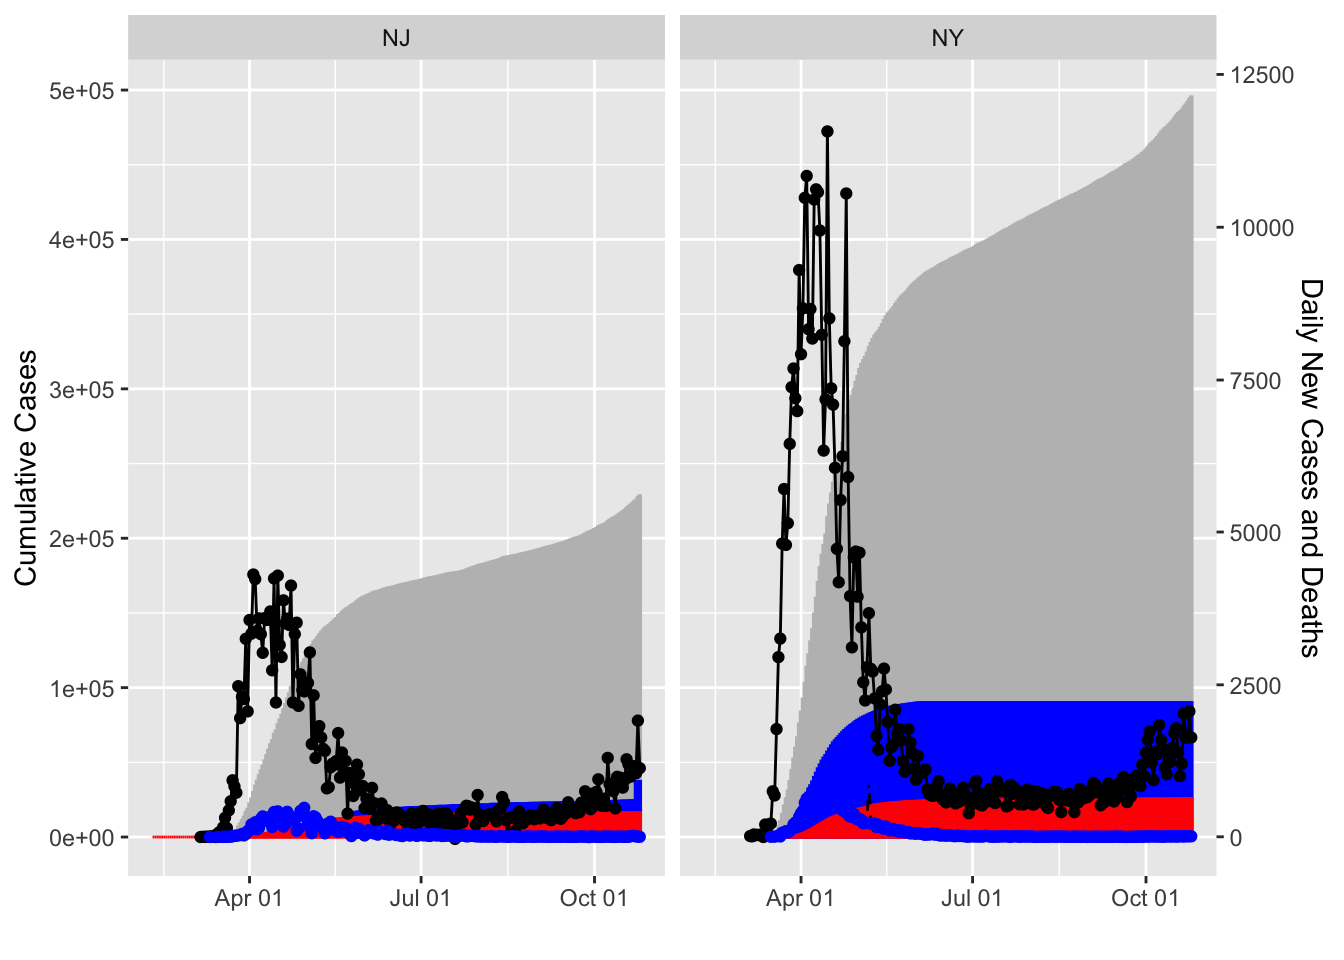 NJ
NY
Cumulative Cases
5e+05
4e+05
3e+05
2e+05
1e+05
0e+00
12500
10000
7500
5000
2500
0
Daily New Cases and Deaths
Apr 01
Jul 01
Oct 01
Apr 01
Jul 01
Oct 01